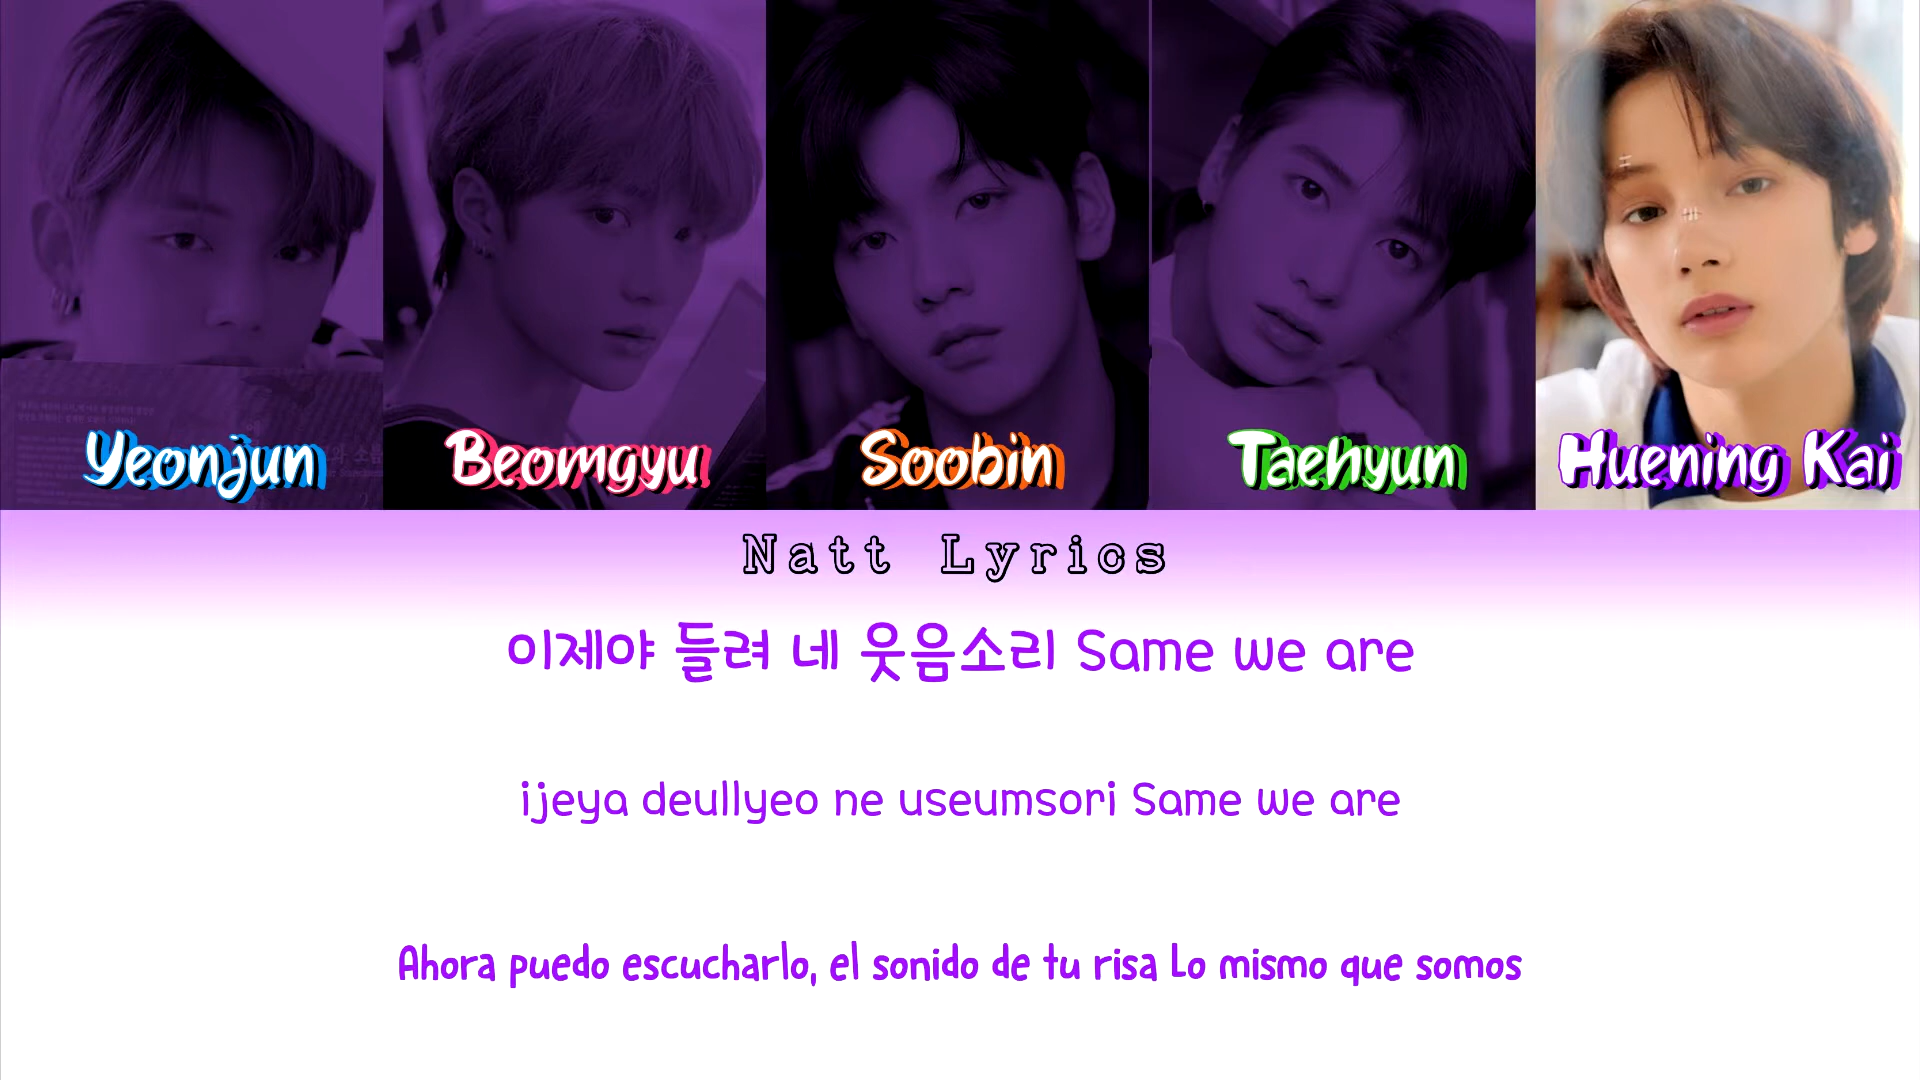 Yeonjun Beomgyu Soobin Taehyun Huening Kai
Natt Lyrics
이제야 들려 네 웃음소리 Same we are
ijeya deullyeo ne useumsori Same we are
Ahora puedo escucharlo, el sonido de tu risa Lo mismo que somos